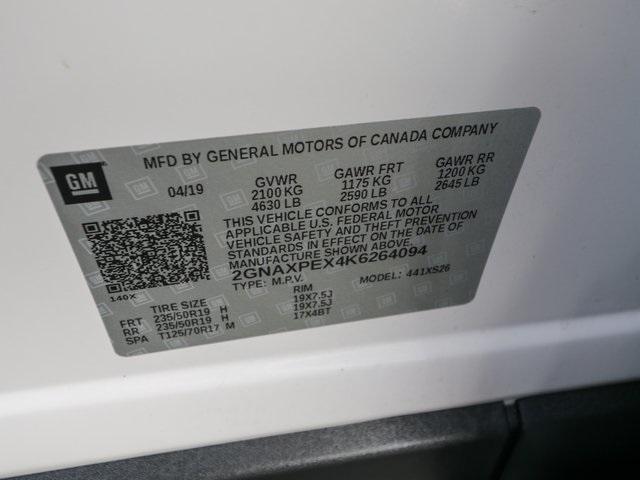 MFD BY GENERAL MOTORS OF CANADA COMPANY
GM
04/19 GVWR GAWR FRT GAWR RR
2100 KG 1175 KG 1200 KG
4630 LB 2590 LB 2645 LB
THIS VEHICLE CONFORMS TO ALL
APPLICABLE U.S. FEDERAL MOTOR
VEHICLE SAFETY AND THEFT
PREVENTION STANDARDS IN EFFECT ON THE DATE OF
MANUFACTURE SHOWN ABOVE.
2GNAXPEX4K6264094
140X TYPE: M.P.V. MODEL: 441XS26
TIRE SIZE RIM
FRT 235/50R19 H 19X7.5J
RR 235/50R19 H 19X7.5J
SPA T125/70R17 M 17X4BT